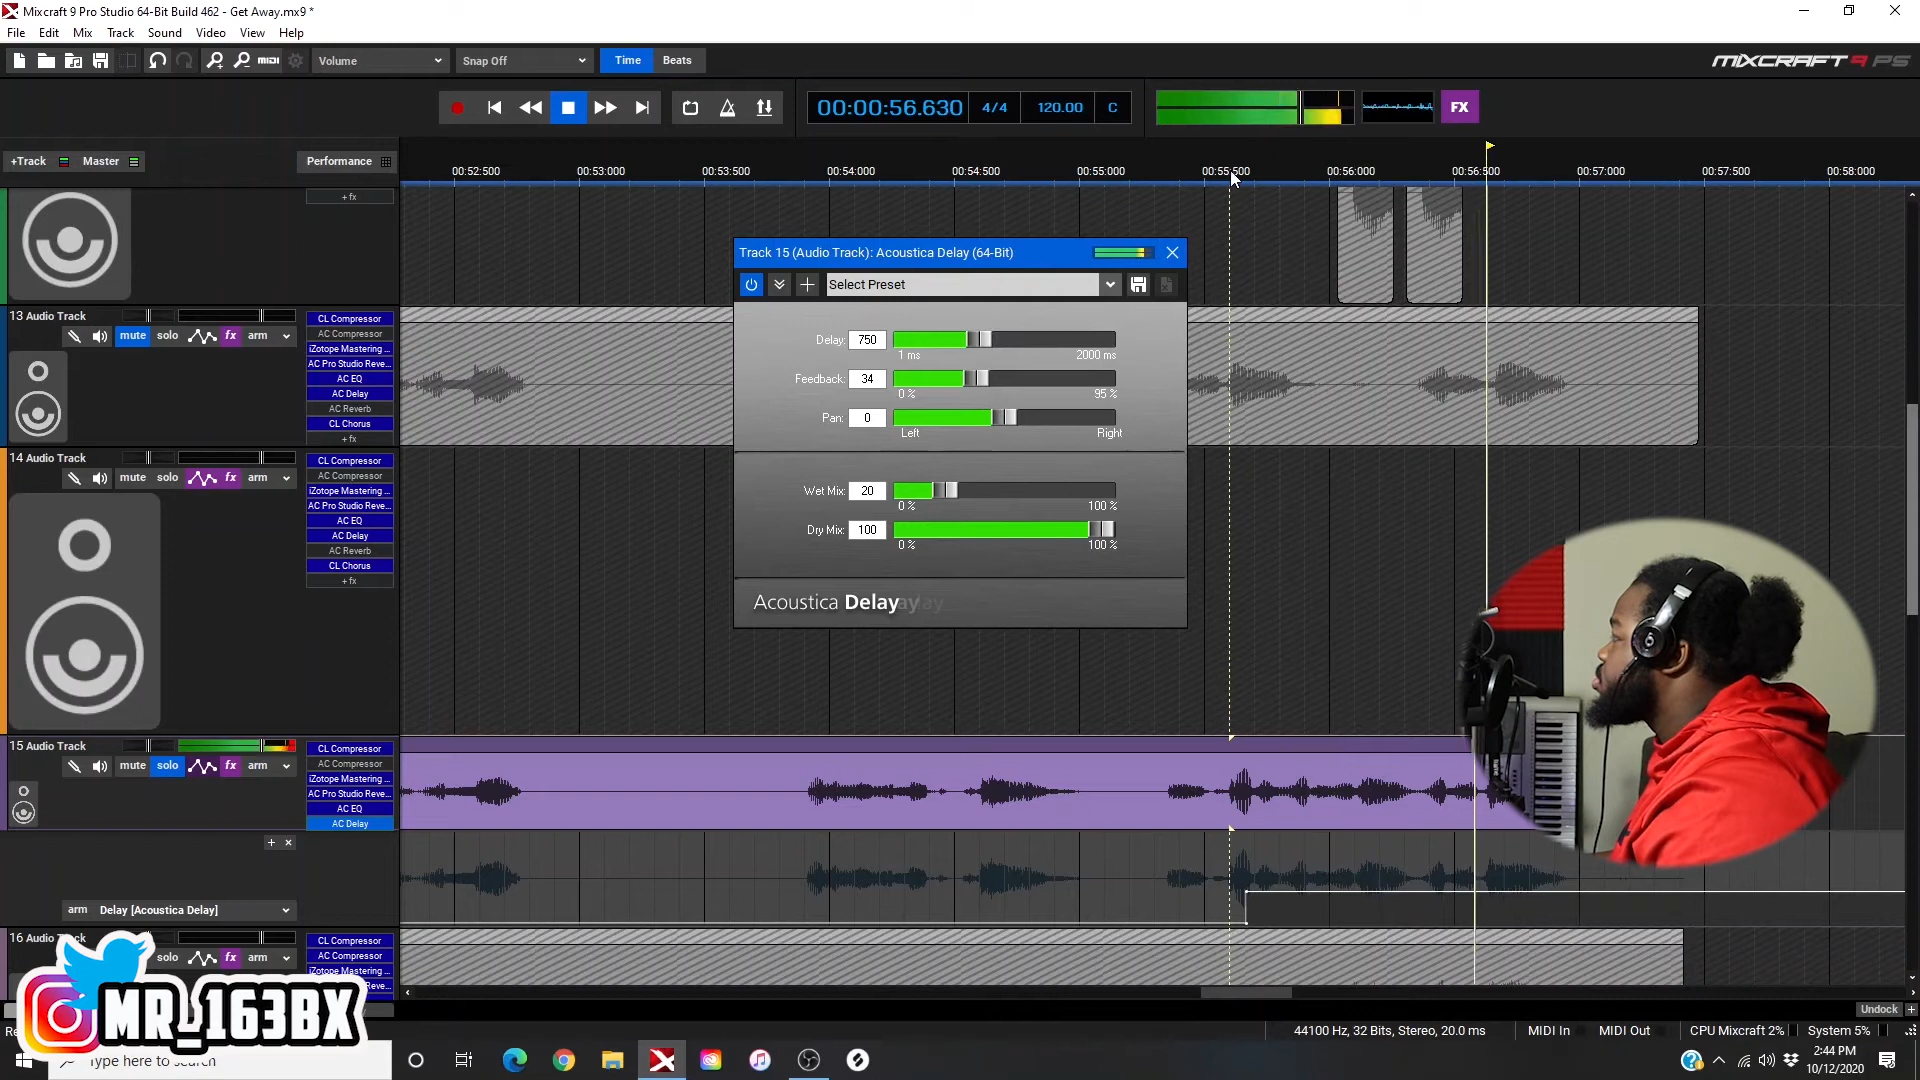 Mixcraft 9 Pro Studio 64-Bit Build 462 - Get Away.mx9 *
File Edit Mix Track Sound Video View Help
MIDI Volume Snap Off Time Beats MIXCRAFT 9 PS
00:00:56.630 4/4 120.00 C FX
+Track Master Performance
00:52:500 00:53:000 00:53:500 00:54:000 00:54:500 00:55:000 00:55:500 00:56:000 00:56:500 00:57:000 00:57:500 00:58:000
+ fx
Track 15 (Audio Track): Acoustica Delay (64-Bit)
Select Preset
Delay: 750
1 ms 2000 ms
Feedback: 34
0 % 95 %
Pan: 0
Left Right
Wet Mix: 20
0 % 100 %
Dry Mix: 100
0 % 100 %
Acoustica Delay
13 Audio Track
mute solo fx arm
CL Compressor
AC Compressor
iZotope Mastering ...
AC Pro Studio Reve...
AC EQ
AC Delay
AC Reverb
CL Chorus
+ fx
14 Audio Track
mute solo fx arm
CL Compressor
AC Compressor
iZotope Mastering ...
AC Pro Studio Reve...
AC EQ
AC Delay
AC Reverb
CL Chorus
+ fx
15 Audio Track
mute solo fx arm
CL Compressor
AC Compressor
iZotope Mastering ...
AC Pro Studio Reve...
AC EQ
AC Delay
arm Delay [Acoustica Delay]
16 Audio
solo fx arm
CL Compressor
AC Compressor
iZotope Mastering ...
MR_163BX
Undock
44100 Hz, 32 Bits, Stereo, 20.0 ms MIDI In MIDI Out CPU Mixcraft 2% System 5%
Type here to search
2:44 PM
10/12/2020